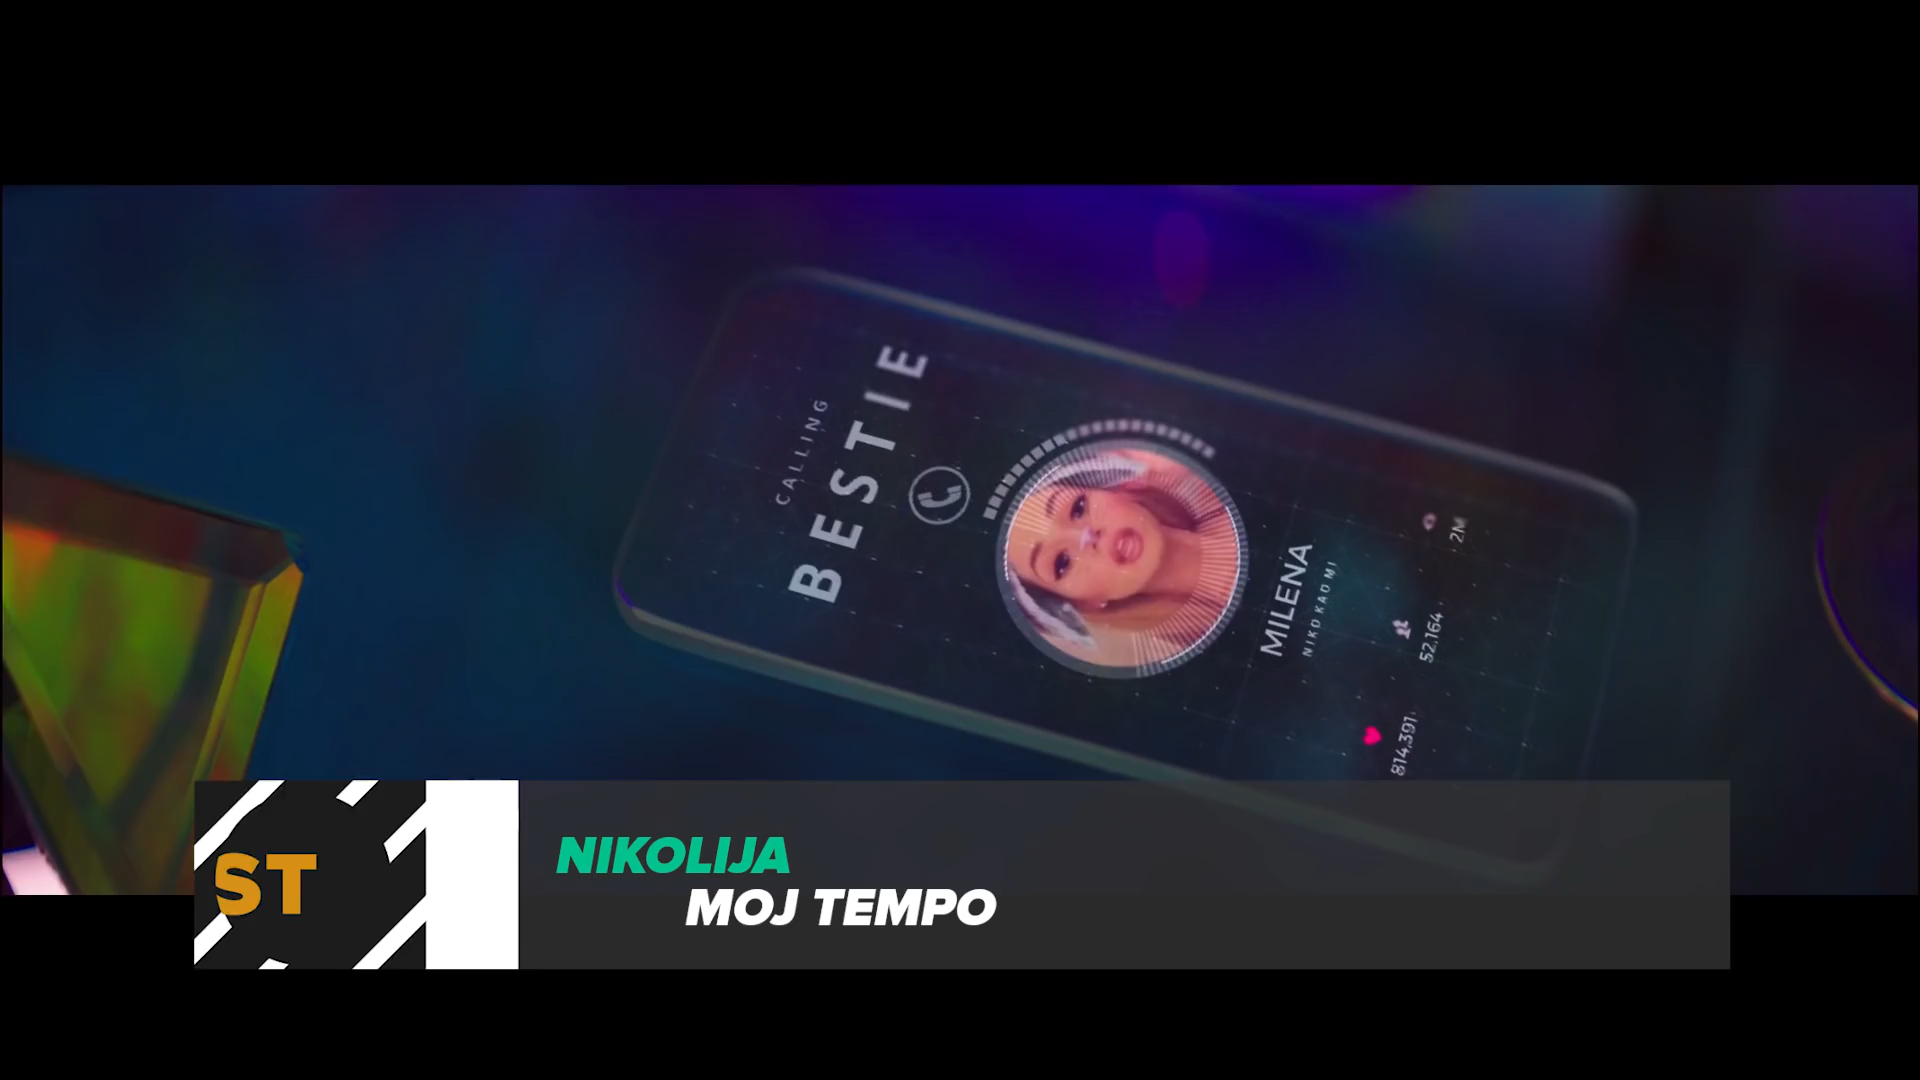 CALLING
BESTIE
MILENA
NIKO KAO MI
2M
52,164
814,391
ST
NIKOLIJA
MOJ TEMPO